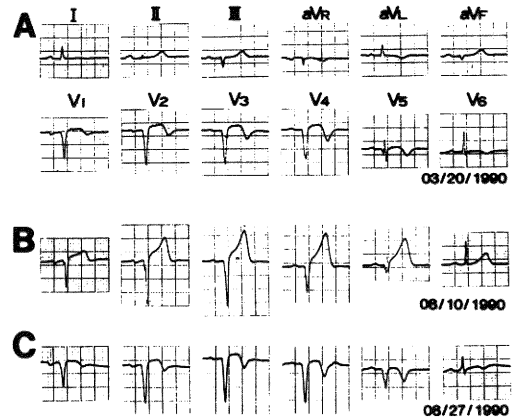 A I II III aVR aVL aVF
V1 V2 V3 V4 V5 V6
03/20/1990
B
08/10/1990
C
08/27/1990